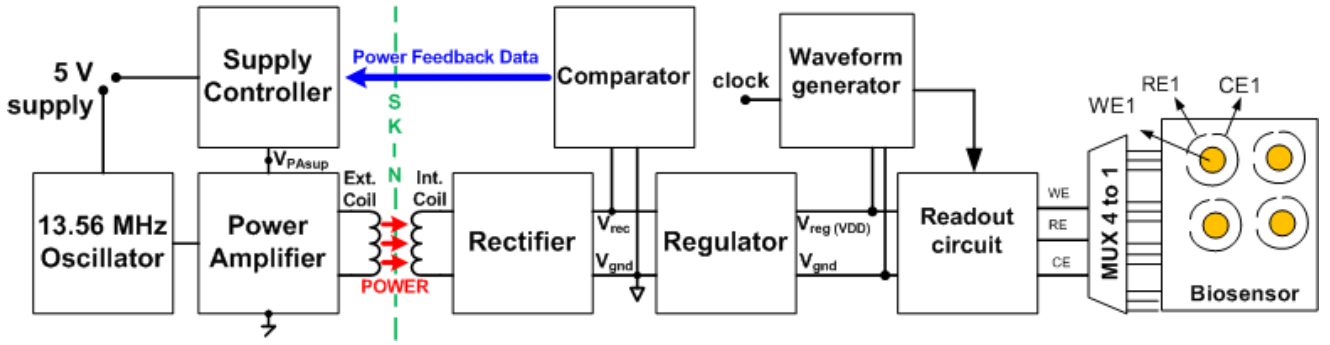 5 V
supply
Supply
Controller
Power Feedback Data
Comparator
clock
Waveform
generator
WE1
RE1
CE1
S
K
I
N
VPAsup
13.56 MHz
Oscillator
Power
Amplifier
Ext.
Coil
Int.
Coil
POWER
Rectifier
Vrec
Vgnd
Regulator
Vreg (VDD)
Vgnd
Readout
circuit
WE
RE
CE
MUX 4 to 1
Biosensor